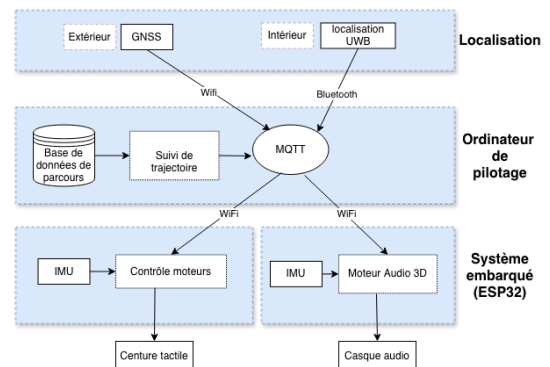 Extérieur
GNSS
Intérieur
localisation
UWB
Localisation
Wifi
Bluetooth
Base de
données de
parcours
Suivi de
trajectoire
MQTT
Ordinateur
de
pilotage
WiFi
WiFi
IMU
Contrôle moteurs
IMU
Moteur Audio 3D
Système
embarqué
(ESP32)
Centure tactile
Casque audio